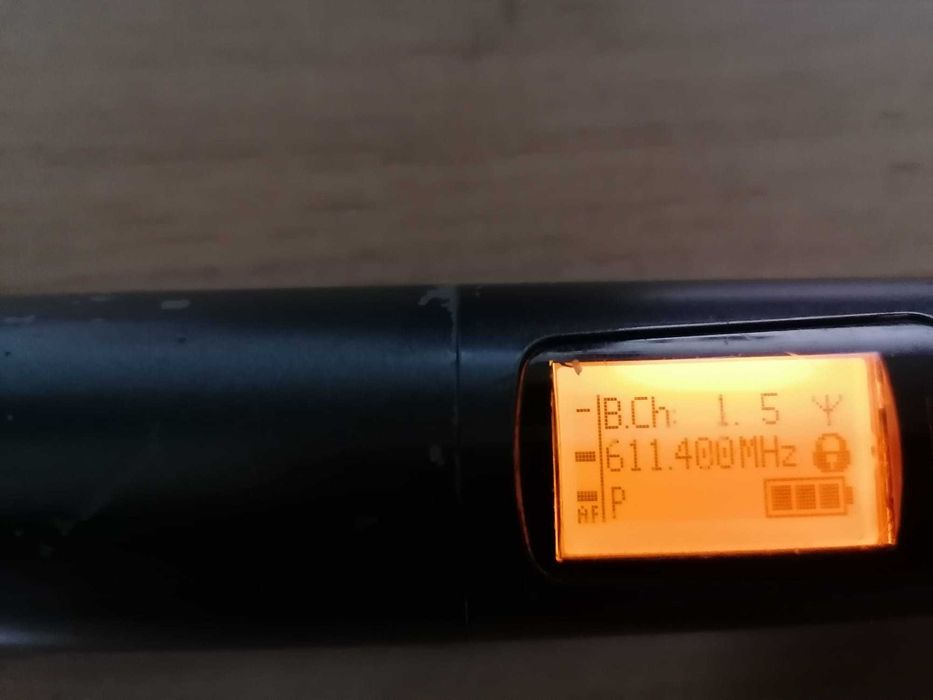 B.Ch: 1. 5
611.400MHz
P
AF